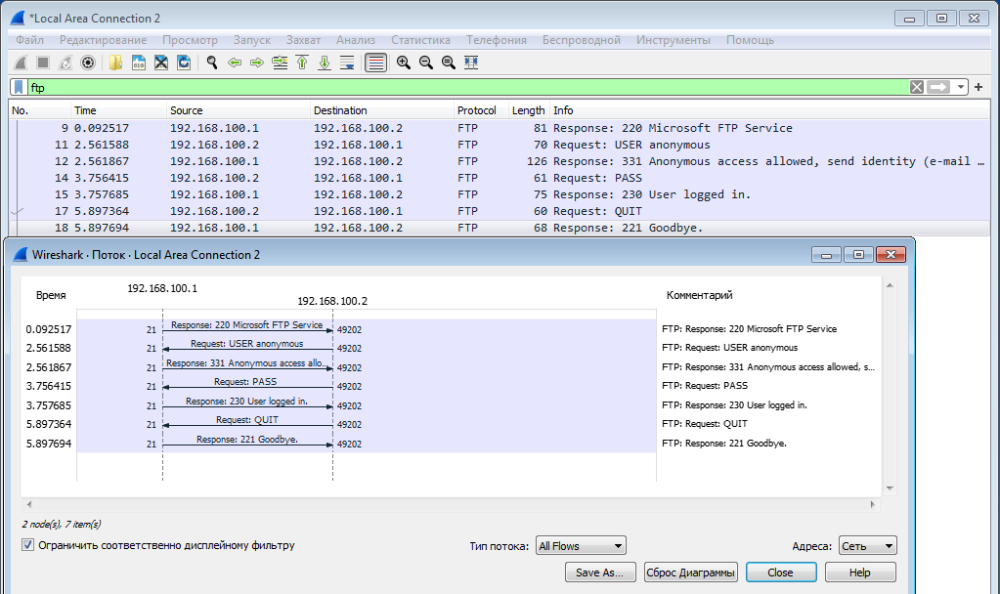 *Local Area Connection 2
Файл Редактирование Просмотр Запуск Захват Анализ Статистика Телефония Беспроводной Инструменты Помощь
ftp
No. Time Source Destination Protocol Length Info
9 0.092517 192.168.100.1 192.168.100.2 FTP 81 Response: 220 Microsoft FTP Service
11 2.561588 192.168.100.2 192.168.100.1 FTP 70 Request: USER anonymous
12 2.561867 192.168.100.1 192.168.100.2 FTP 126 Response: 331 Anonymous access allowed, send identity (e-mail …
14 3.756415 192.168.100.2 192.168.100.1 FTP 61 Request: PASS
15 3.757685 192.168.100.1 192.168.100.2 FTP 75 Response: 230 User logged in.
17 5.897364 192.168.100.2 192.168.100.1 FTP 60 Request: QUIT
18 5.897694 192.168.100.1 192.168.100.2 FTP 68 Response: 221 Goodbye.
Wireshark · Поток · Local Area Connection 2
Время 192.168.100.1 192.168.100.2 Комментарий
0.092517 21 Response: 220 Microsoft FTP Service 49202 FTP: Response: 220 Microsoft FTP Service
2.561588 21 Request: USER anonymous 49202 FTP: Request: USER anonymous
2.561867 21 Response: 331 Anonymous access allo... 49202 FTP: Response: 331 Anonymous access allowed, s...
3.756415 21 Request: PASS 49202 FTP: Request: PASS
3.757685 21 Response: 230 User logged in. 49202 FTP: Response: 230 User logged in.
5.897364 21 Request: QUIT 49202 FTP: Request: QUIT
5.897694 21 Response: 221 Goodbye. 49202 FTP: Response: 221 Goodbye.
2 node(s), 7 item(s)
Ограничить соответственно дисплейному фильтру Тип потока: All Flows Адреса: Сеть
Save As... Сброс Диаграммы Close Help